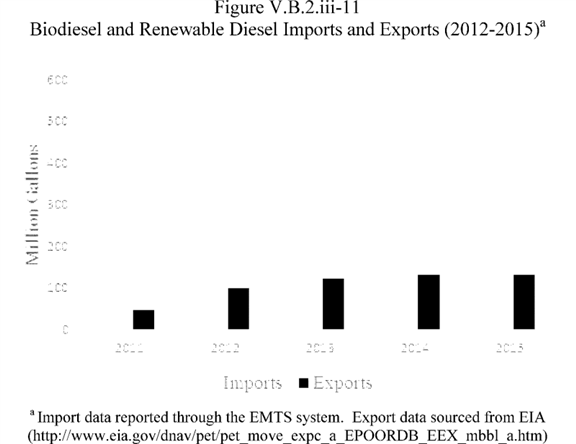 Figure V.B.2.iii-11
Biodiesel and Renewable Diesel Imports and Exports (2012-2015)a
600
500
400
300
200
100
0
Million Gallons
2011
2012
2013
2014
2015
Imports Exports
a Import data reported through the EMTS system. Export data sourced from EIA
(http://www.eia.gov/dnav/pet/pet_move_expc_a_EPOORDB_EEX_mbbl_a.htm)